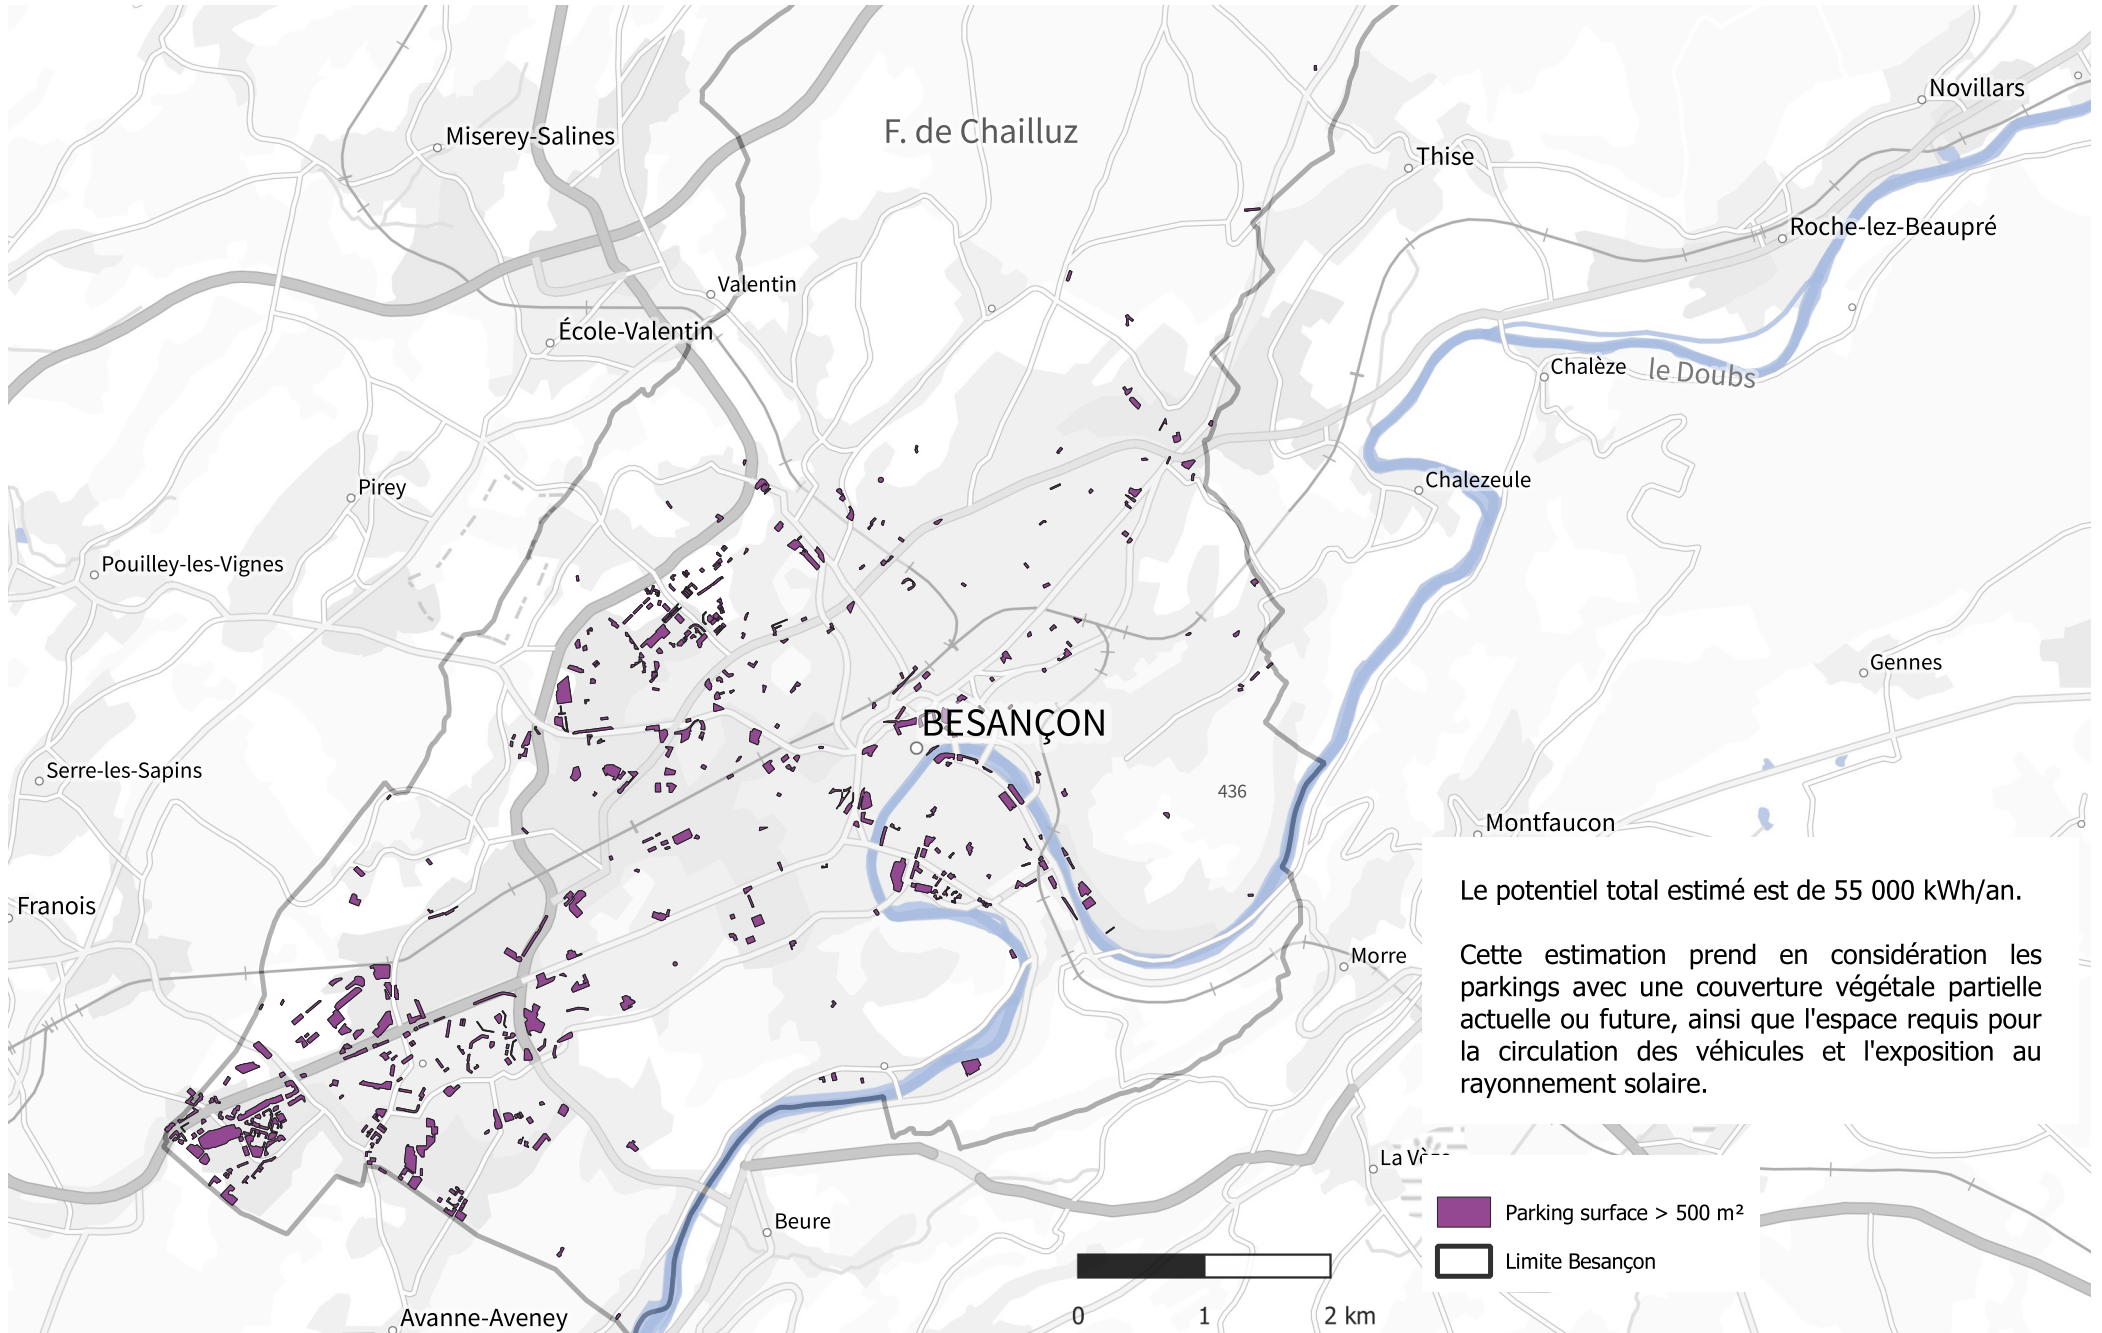 Novillars
F. de Chailluz
Miserey-Salines
Thise
Roche-lez-Beaupré
Valentin
École-Valentin
Chalèze
le Doubs
Pirey
Chalezeule
Pouilley-les-Vignes
Gennes
BESANÇON
Serre-les-Sapins
436
Montfaucon
Le potentiel total estimé est de 55 000 kWh/an.
Franois
Cette estimation prend en considération les
parkings avec une couverture végétale partielle
actuelle ou future, ainsi que l'espace requis pour
la circulation des véhicules et l'exposition au
rayonnement solaire.
Morre
La
Parking surface > 500 m²
Beure
Limite Besançon
Avanne-Aveney
0 1 2 km